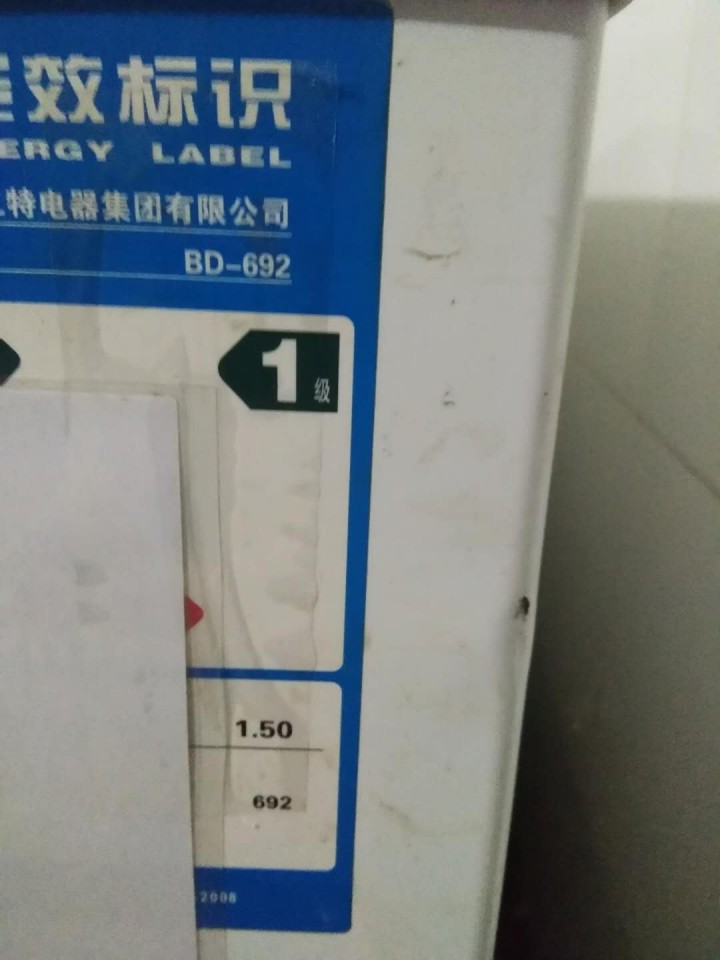 效标识
ERGY LABEL
特电器集团有限公司
BD-692
1级
1.50
692
2008